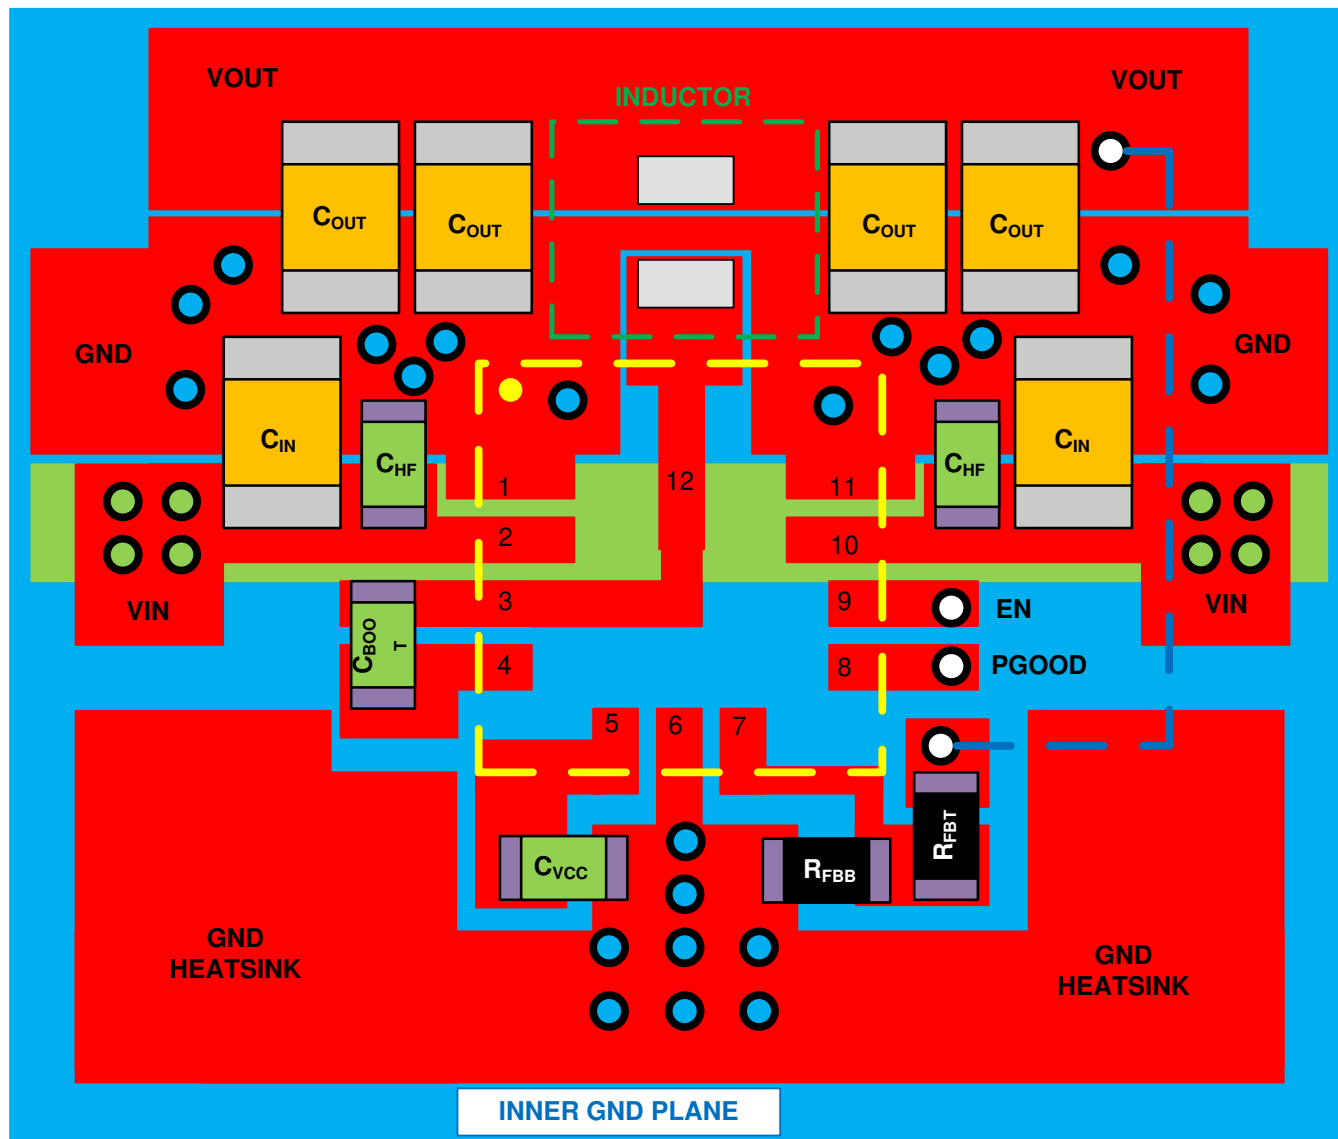 VOUT
VOUT
INDUCTOR
COUT
COUT
COUT
COUT
GND
GND
CIN
CHF
CHF
CIN
1
12
11
2
10
VIN
3
9
EN
VIN
CBOO
T
4
8
PGOOD
5
6
7
CVCC
RFBB
RFBT
GND
HEATSINK
GND
HEATSINK
INNER GND PLANE